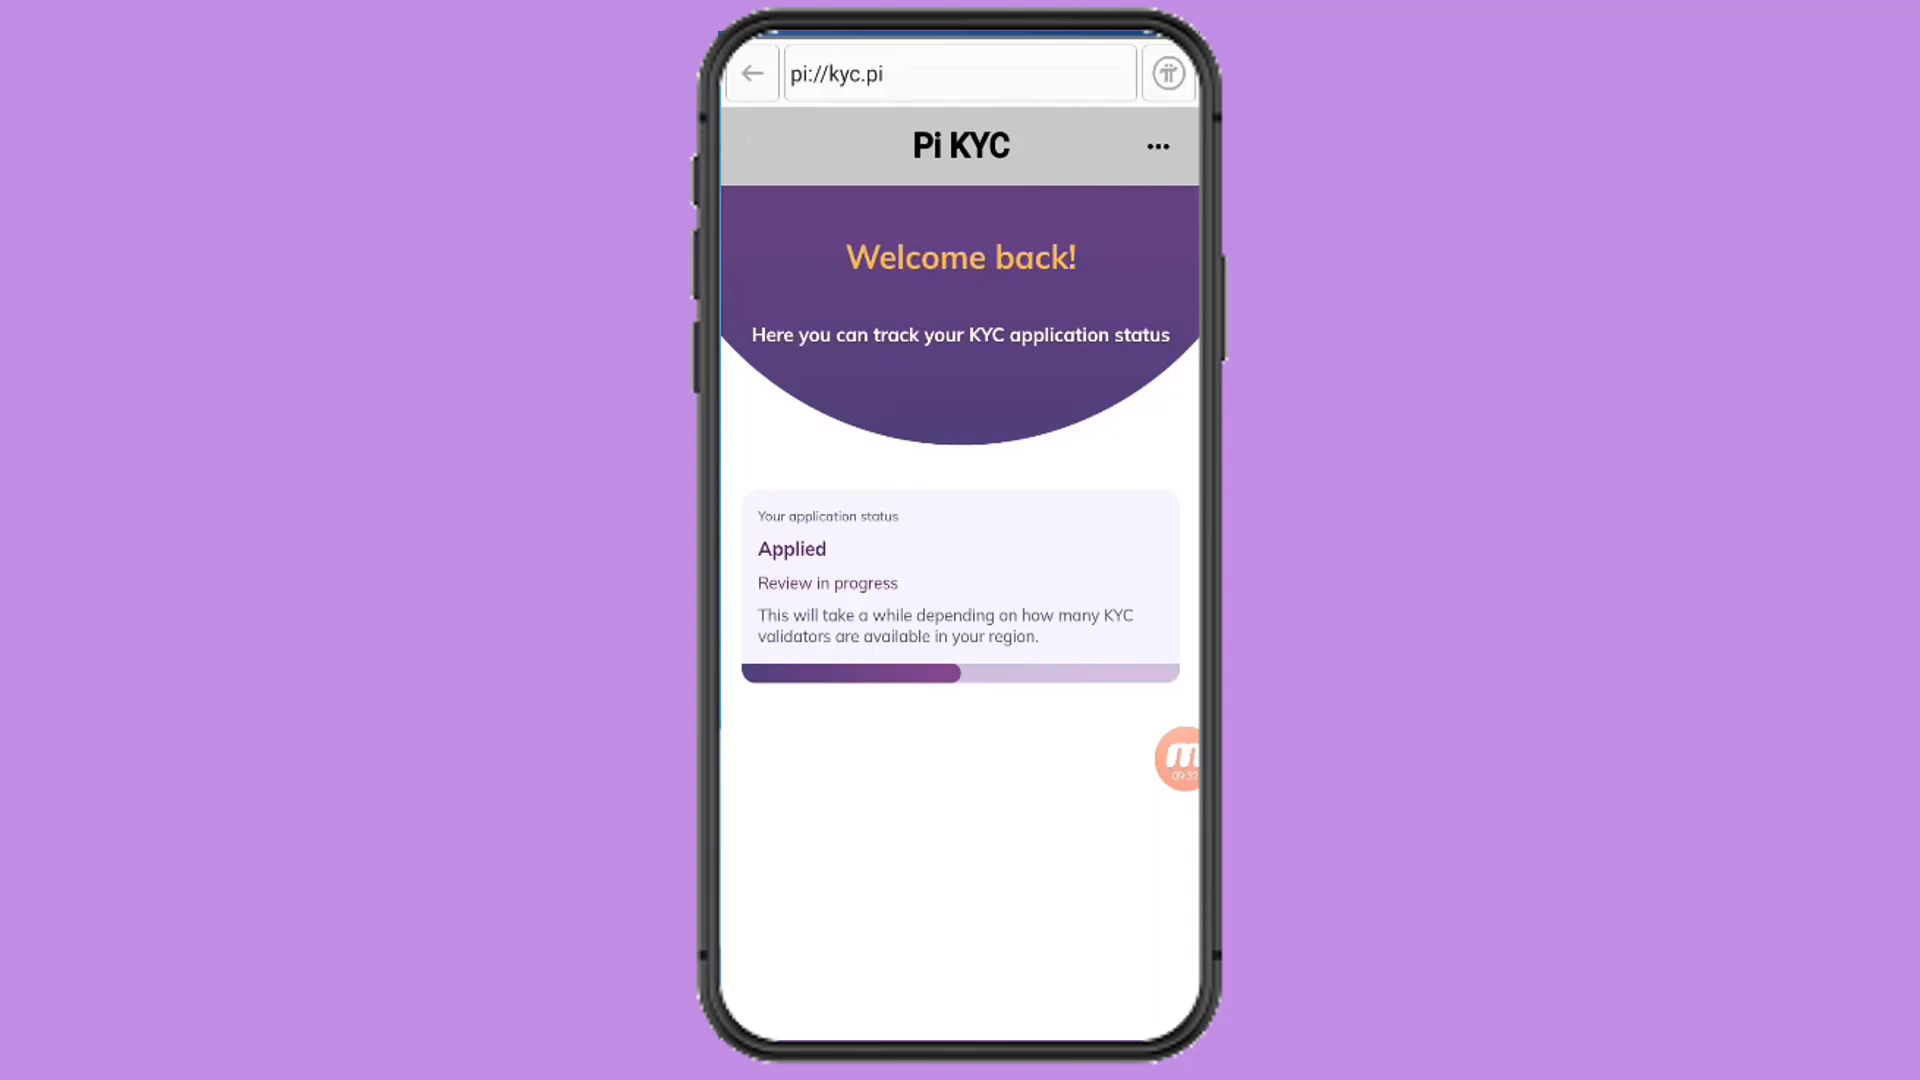 pi://kyc.pi
Pi KYC
Welcome back!
Here you can track your KYC application status
Your application status
Applied
Review in progress
This will take a while depending on how many KYC
validators are available in your region.